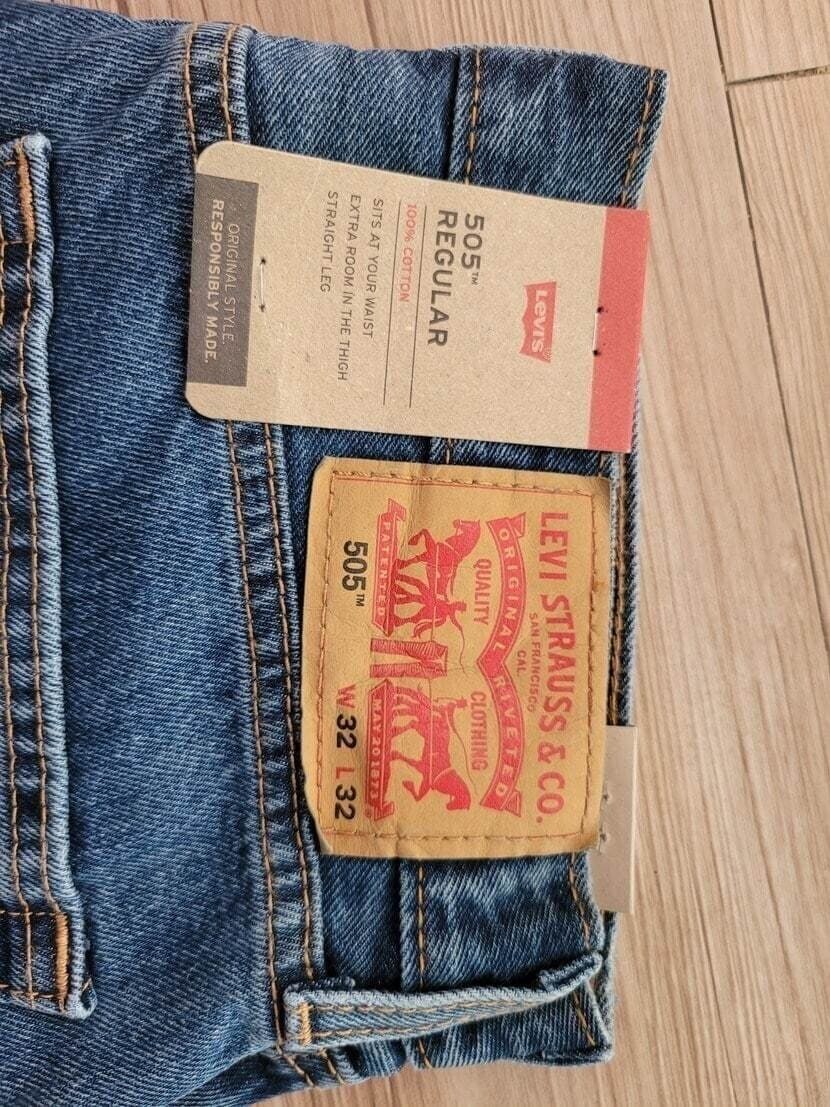 LEVI'S
505™
REGULAR
100% COTTON
SITS AT YOUR WAIST
EXTRA ROOM IN THE THIGH
STRAIGHT LEG
ORIGINAL STYLE.
RESPONSIBLY MADE.
LEVI STRAUSS & CO.
SAN FRANCISCO
CAL.
ORIGINAL RIVETED
QUALITY CLOTHING
PATENTED MAY 20 1873
505™ W 32 L 32